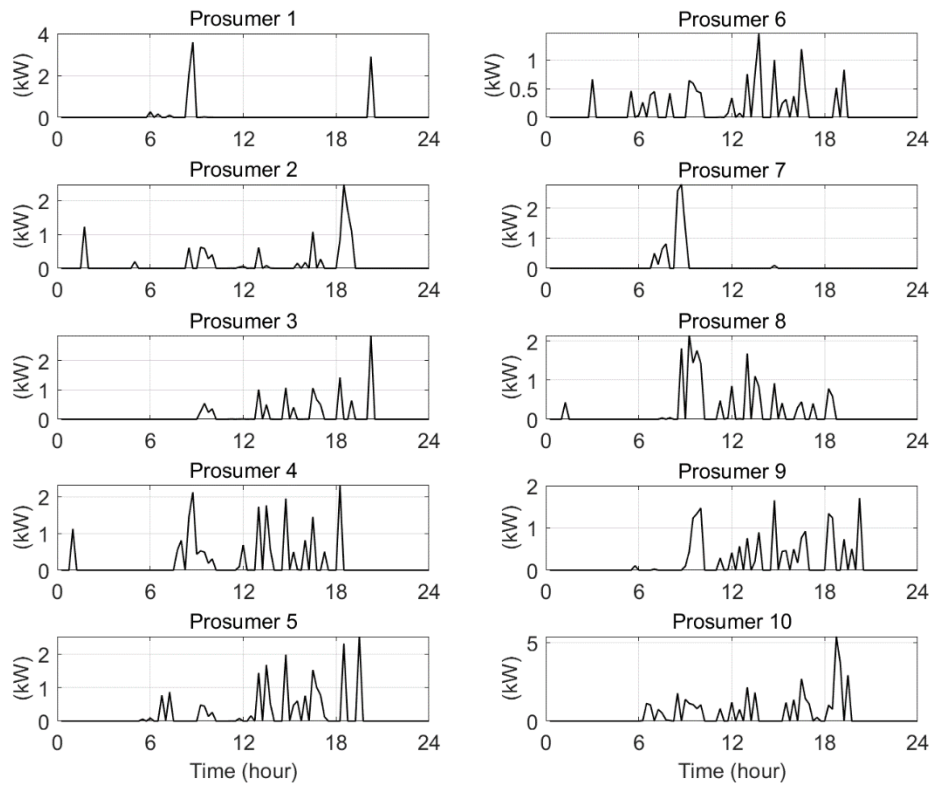 Prosumer 1
(kW)
4
2
0
0 6 12 18 24
Prosumer 2
(kW)
2
1
0
0 6 12 18 24
Prosumer 3
(kW)
2
1
0
0 6 12 18 24
Prosumer 4
(kW)
2
1
0
0 6 12 18 24
Prosumer 5
(kW)
2
1
0
0 6 12 18 24
Time (hour)
Prosumer 6
(kW)
1
0.5
0
0 6 12 18 24
Prosumer 7
(kW)
2
1
0
0 6 12 18 24
Prosumer 8
(kW)
2
1
0
0 6 12 18 24
Prosumer 9
(kW)
2
1
0
0 6 12 18 24
Prosumer 10
(kW)
5
0
0 6 12 18 24
Time (hour)